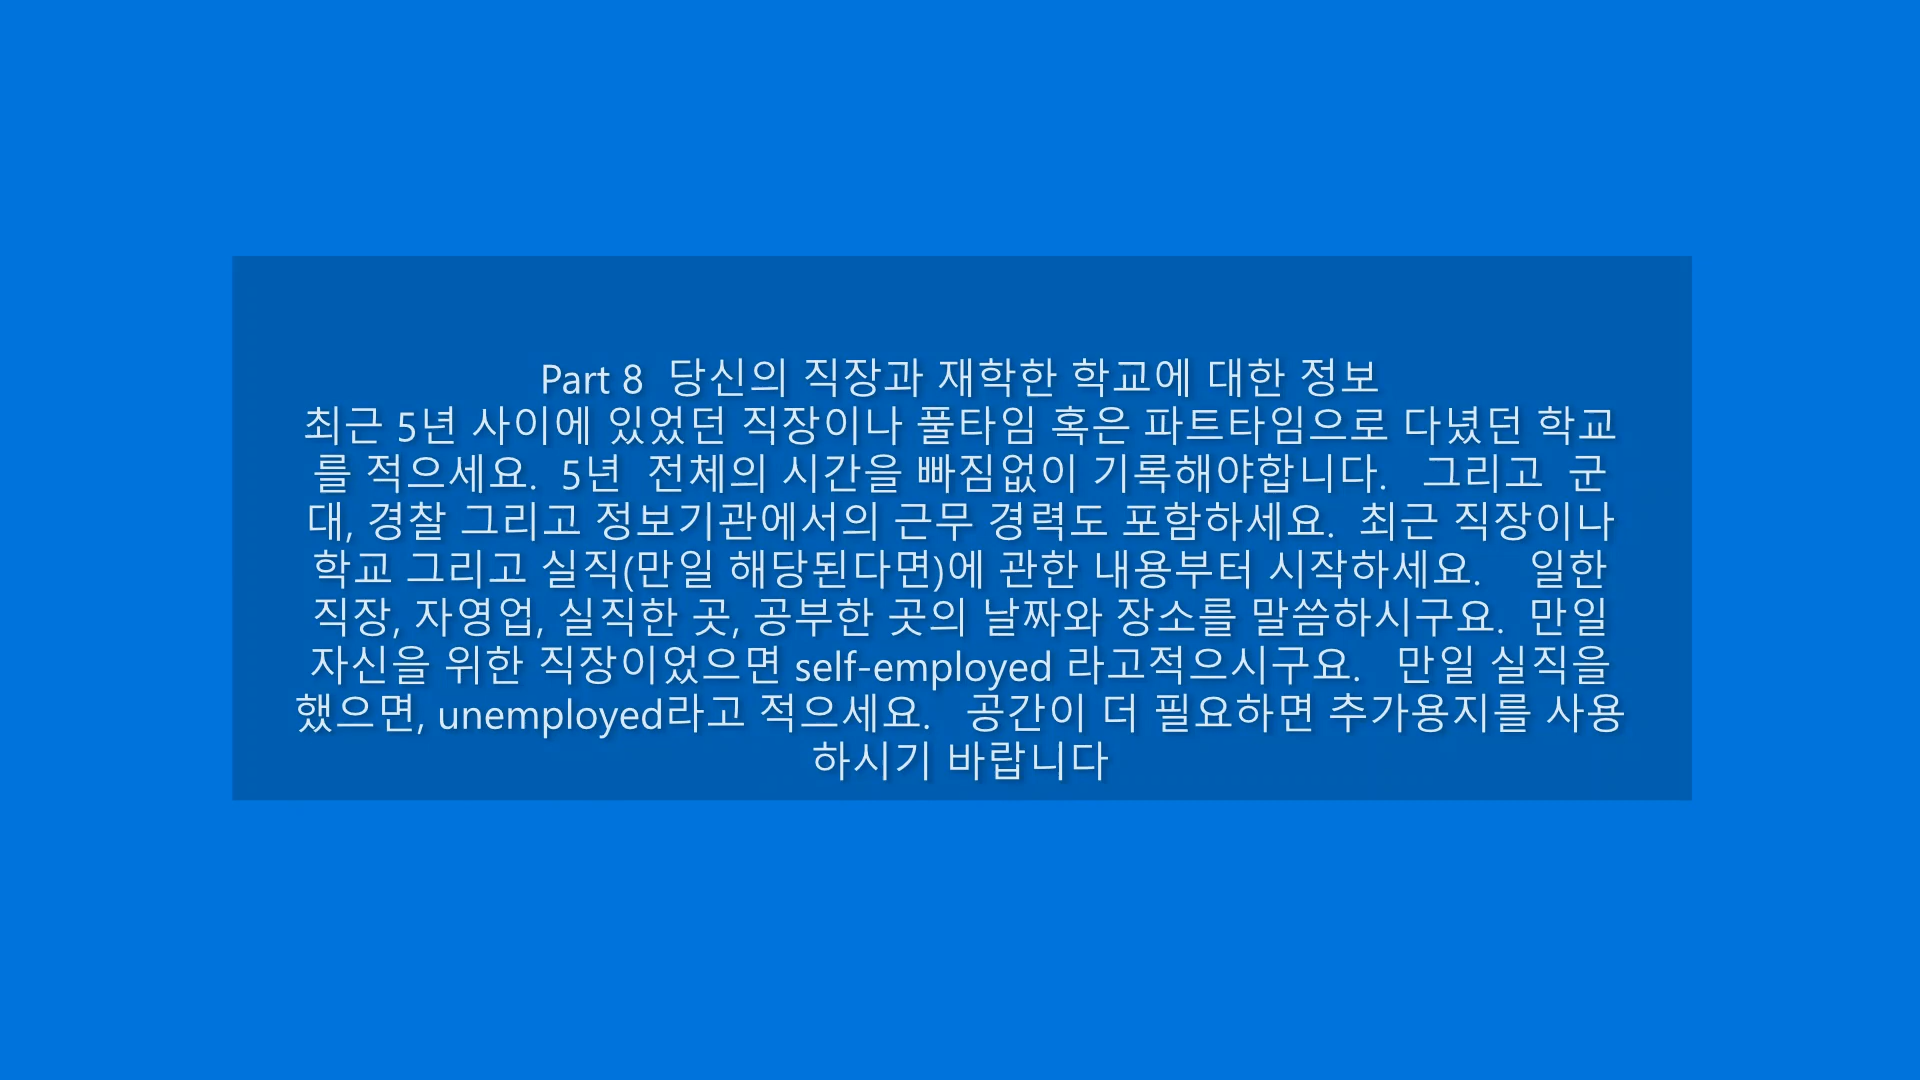 Part 8  당신의 직장과 재학한 학교에 대한 정보
최근 5년 사이에 있었던 직장이나 풀타임 혹은 파트타임으로 다녔던 학교
를 적으세요.  5년  전체의 시간을 빠짐없이 기록해야합니다.   그리고  군
대, 경찰 그리고 정보기관에서의 근무 경력도 포함하세요.  최근 직장이나
학교 그리고 실직(만일 해당된다면)에 관한 내용부터 시작하세요.    일한
직장, 자영업, 실직한 곳, 공부한 곳의 날짜와 장소를 말씀하시구요.  만일
자신을 위한 직장이었으면 self-employed 라고적으시구요.   만일 실직을
했으면, unemployed라고 적으세요.   공간이 더 필요하면 추가용지를 사용
하시기 바랍니다